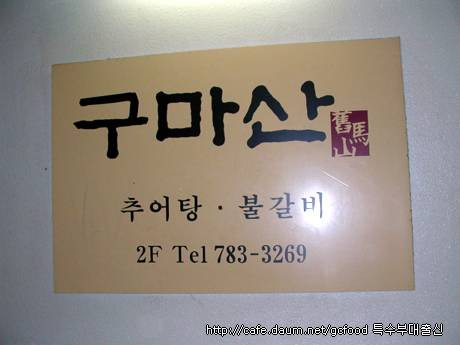 구마산
舊馬山
추어탕 · 불갈비
2F Tel 783-3269
http://cafe.daum.net/gcfood 특수부대출신